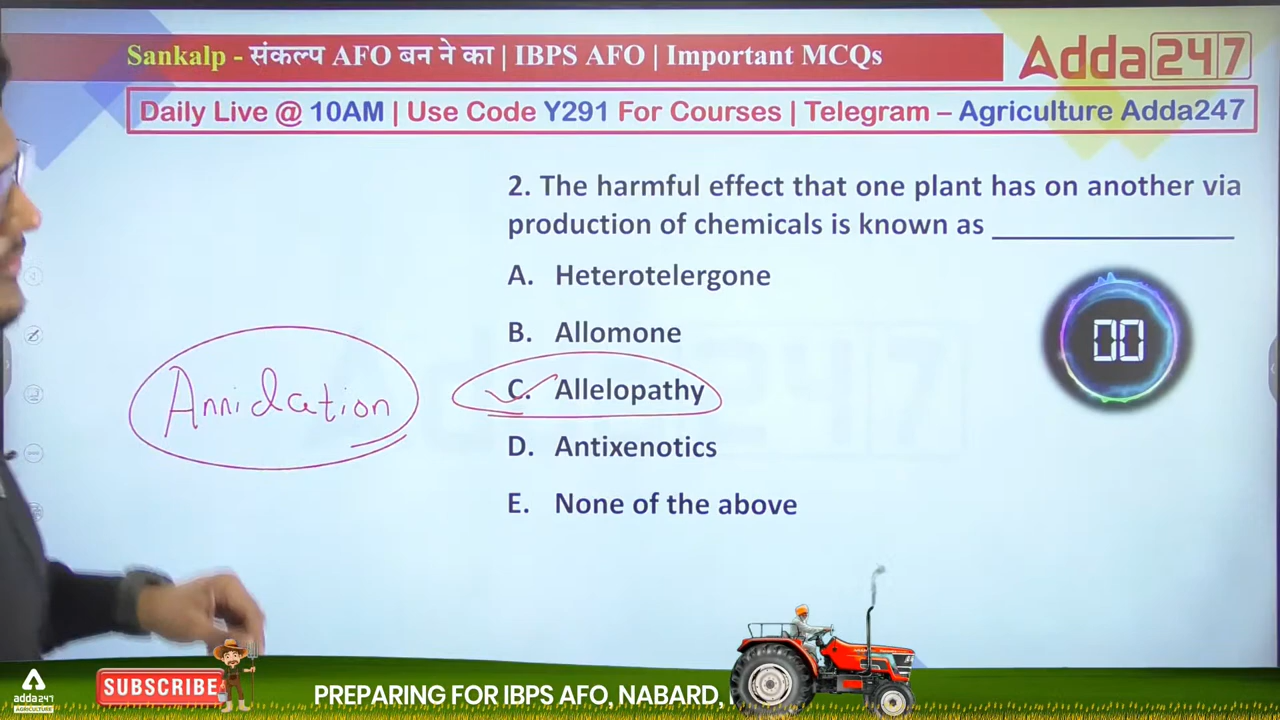 Sankalp - संकल्प AFO बन ने का | IBPS AFO | Important MCQs
Adda247
Daily Live @ 10AM | Use Code Y291 For Courses | Telegram – Agriculture Adda247
2. The harmful effect that one plant has on another via
production of chemicals is known as ____________
A. Heterotelergone
B. Allomone
C. Allelopathy
D. Antixenotics
E. None of the above
Annidation
00
adda247
AGRICULTURE
SUBSCRIBE
PREPARING FOR IBPS AFO, NABARD,